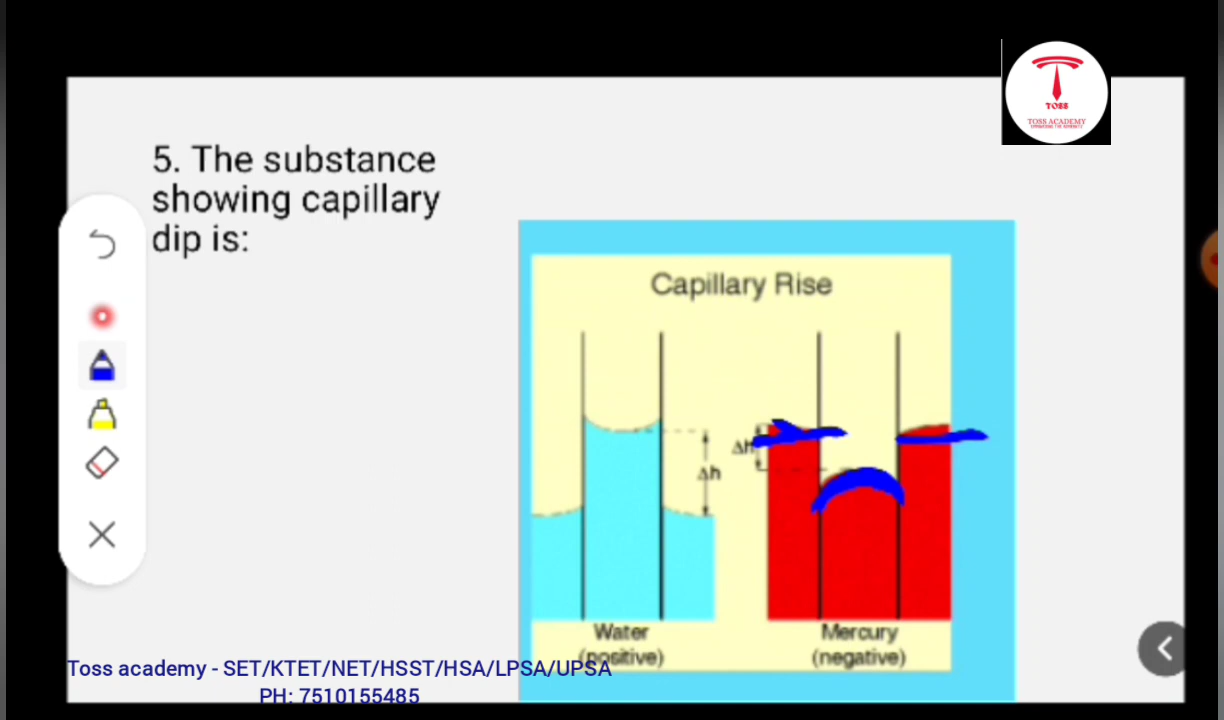 TOSS
TOSS ACADEMY
5. The substance
showing capillary
dip is:
Capillary Rise
Δh
Δh
Water
(positive)
Mercury
(negative)
Toss academy - SET/KTET/NET/HSST/HSA/LPSA/UPSA
PH: 7510155485